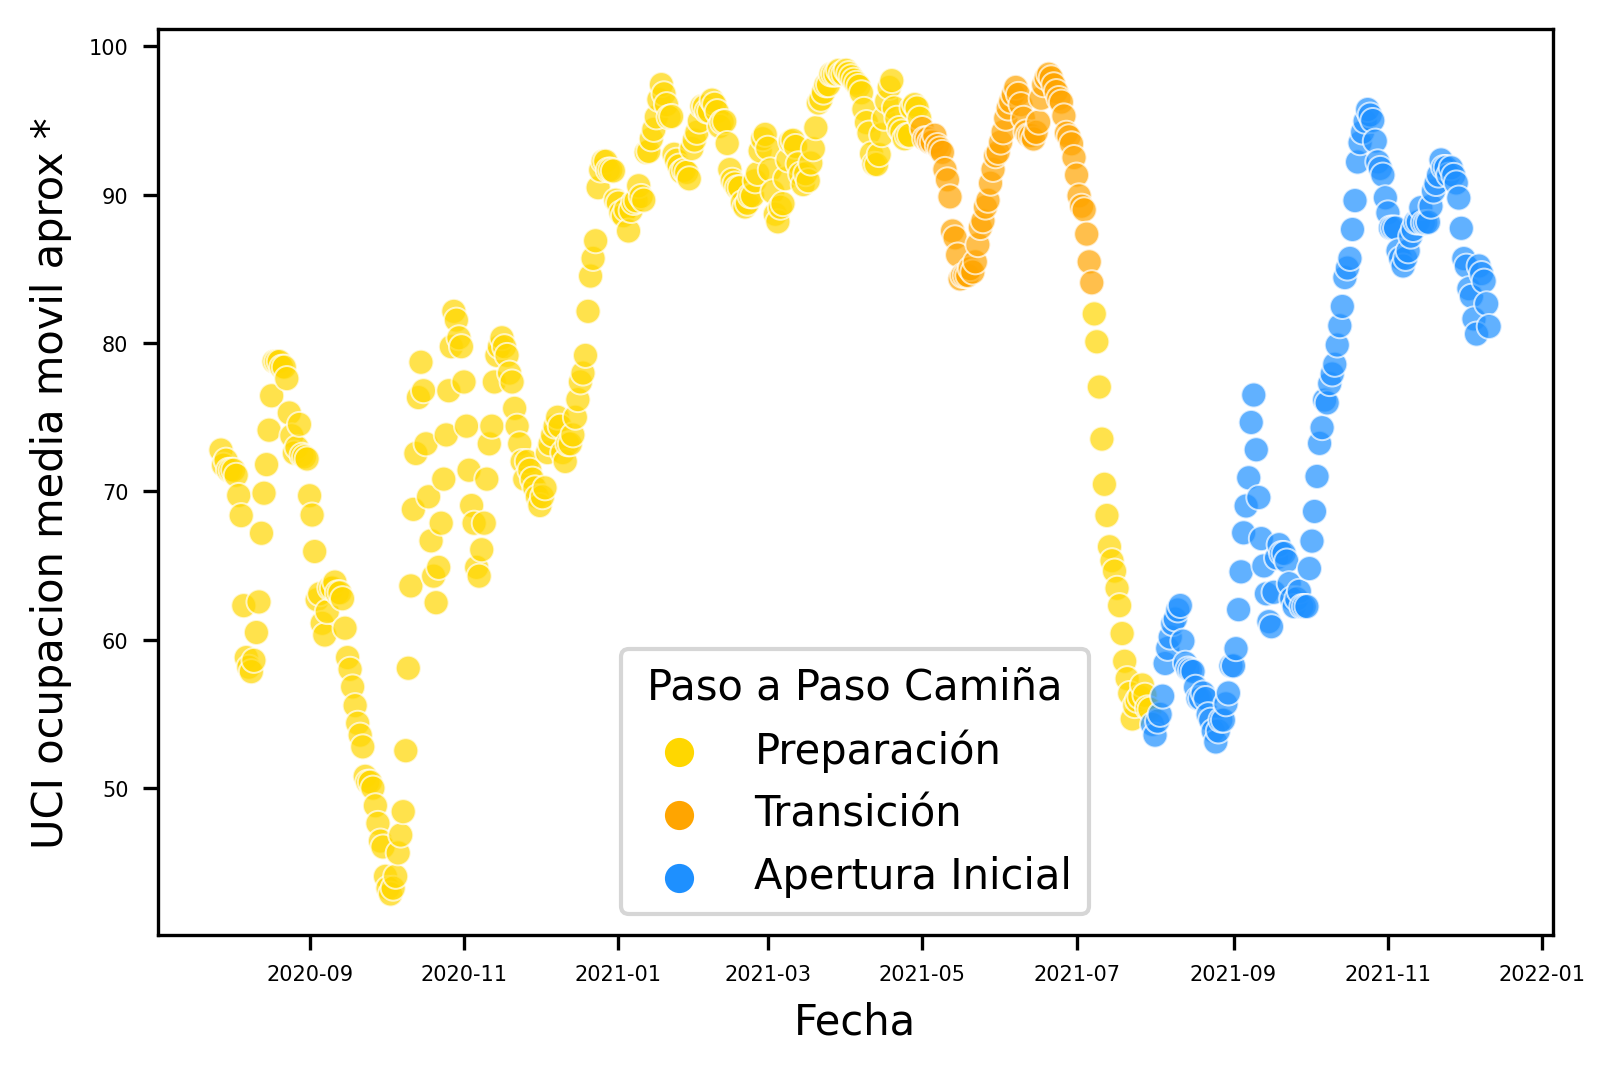 100
90
80
70
60
50
UCI ocupacion media movil aprox *
Paso a Paso Camiña
Preparación
Transición
Apertura Inicial
2020-09 2020-11 2021-01 2021-03 2021-05 2021-07 2021-09 2021-11 2022-01
Fecha